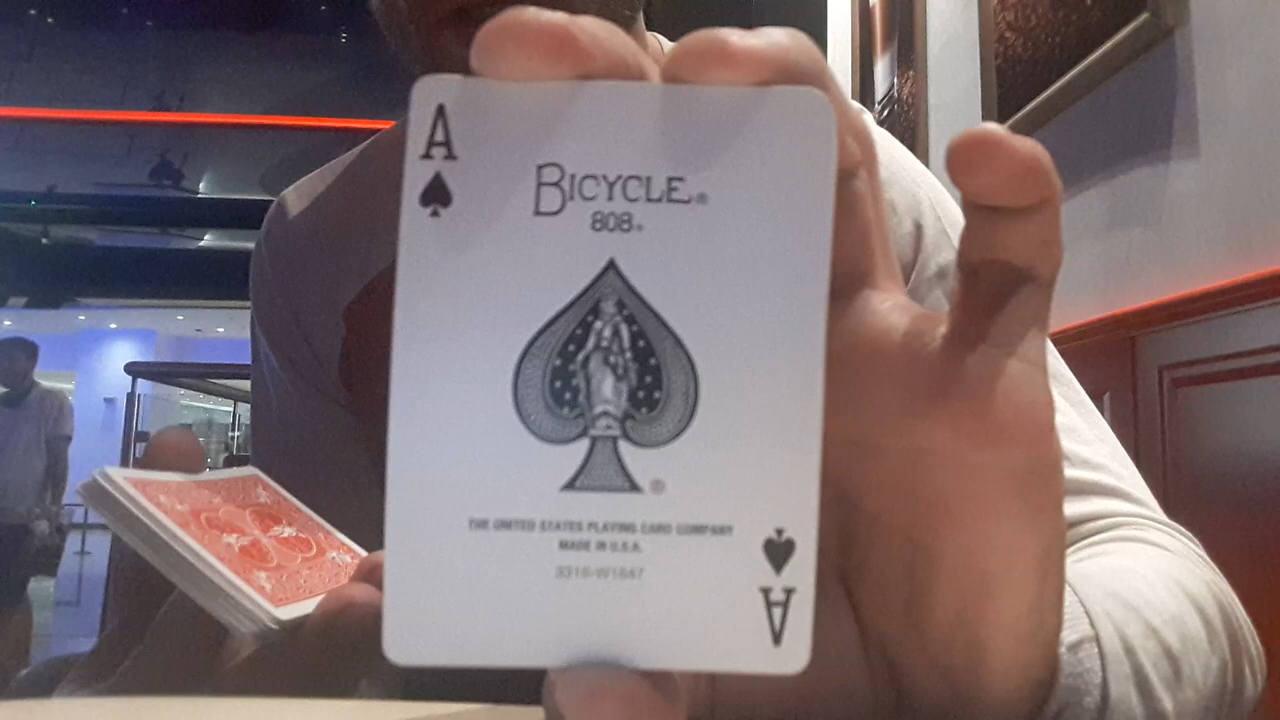 A
BICYCLE®
808®
®
THE UNITED STATES PLAYING CARD COMPANY
MADE IN U.S.A.
A